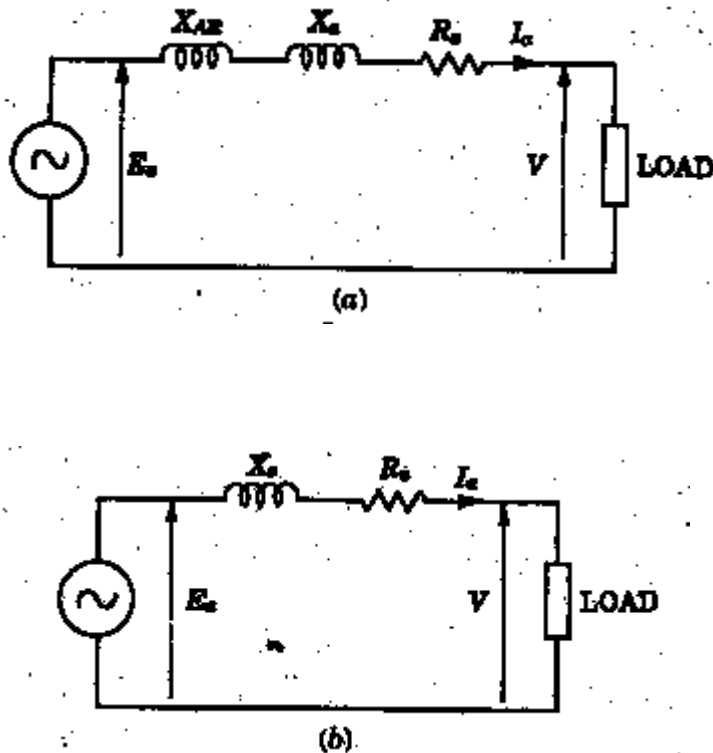 X_AR X_a R_a I_a
E_a V LOAD
(a)
X_s R_a I_a
E_a V LOAD
(b)